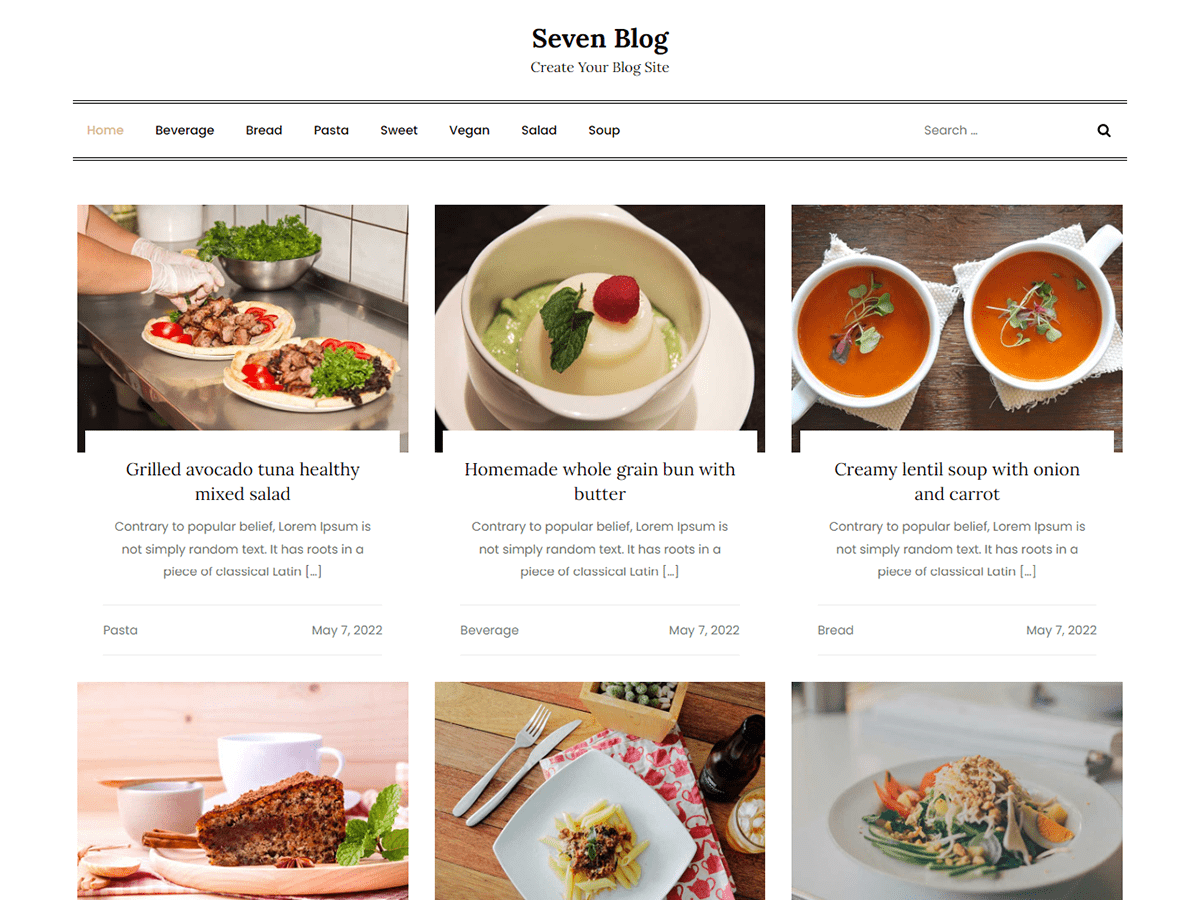 Seven Blog
Create Your Blog Site
Home Beverage Bread Pasta Sweet Vegan Salad Soup Search ...
Grilled avocado tuna healthy
mixed salad
Contrary to popular belief, Lorem Ipsum is
not simply random text. It has roots in a
piece of classical Latin [...]
Pasta May 7, 2022
Homemade whole grain bun with
butter
Contrary to popular belief, Lorem Ipsum is
not simply random text. It has roots in a
piece of classical Latin [...]
Beverage May 7, 2022
Creamy lentil soup with onion
and carrot
Contrary to popular belief, Lorem Ipsum is
not simply random text. It has roots in a
piece of classical Latin [...]
Bread May 7, 2022